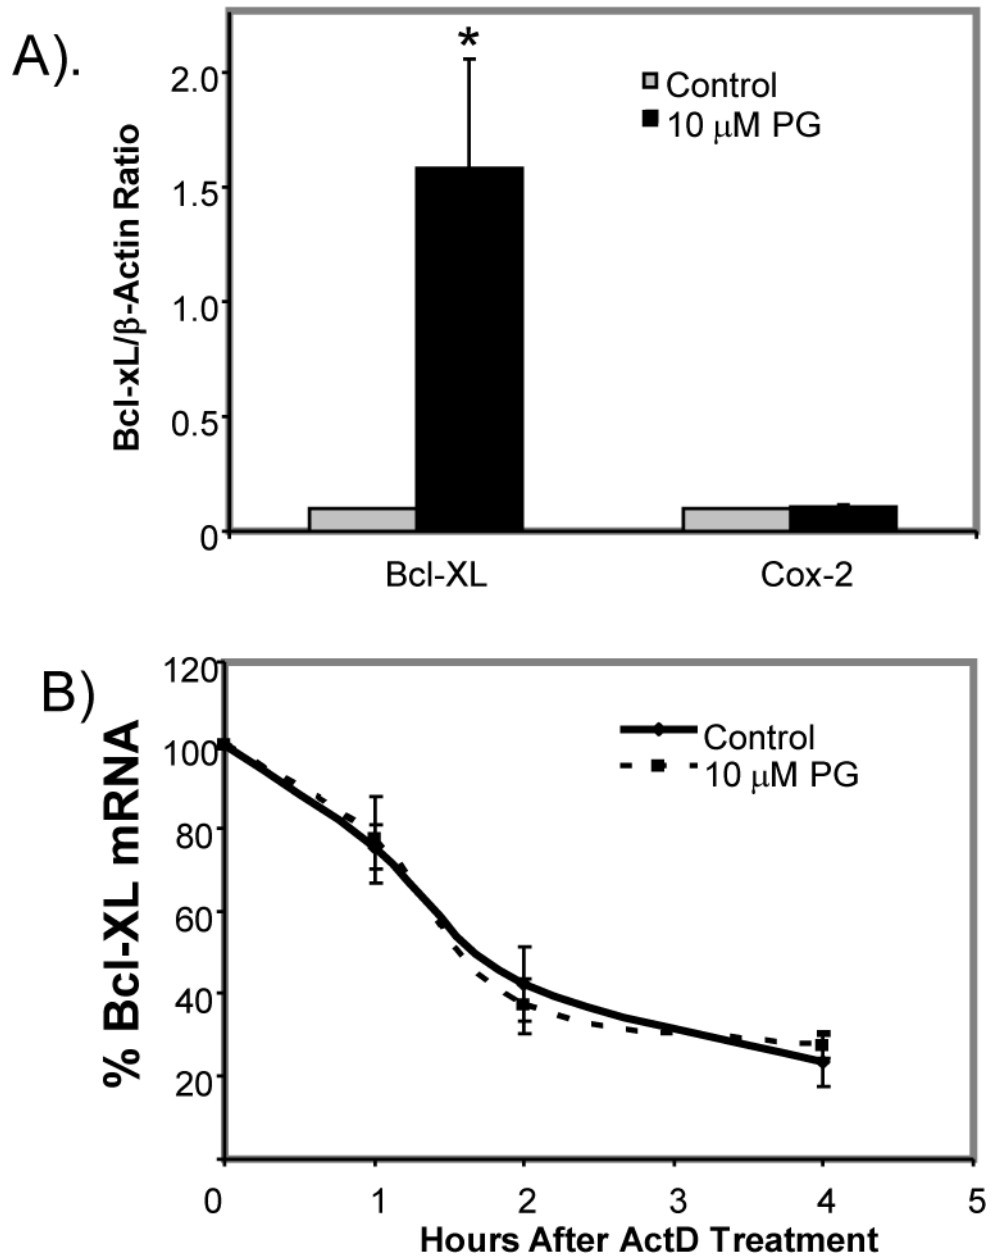 A).
*
Control
10 μM PG
Bcl-xL/β-Actin Ratio
2.0
1.5
1.0
0.5
0
Bcl-XL
Cox-2
B)
% Bcl-XL mRNA
120
100
80
60
40
20
Control
10 μM PG
0 1 2 3 4 5
Hours After ActD Treatment